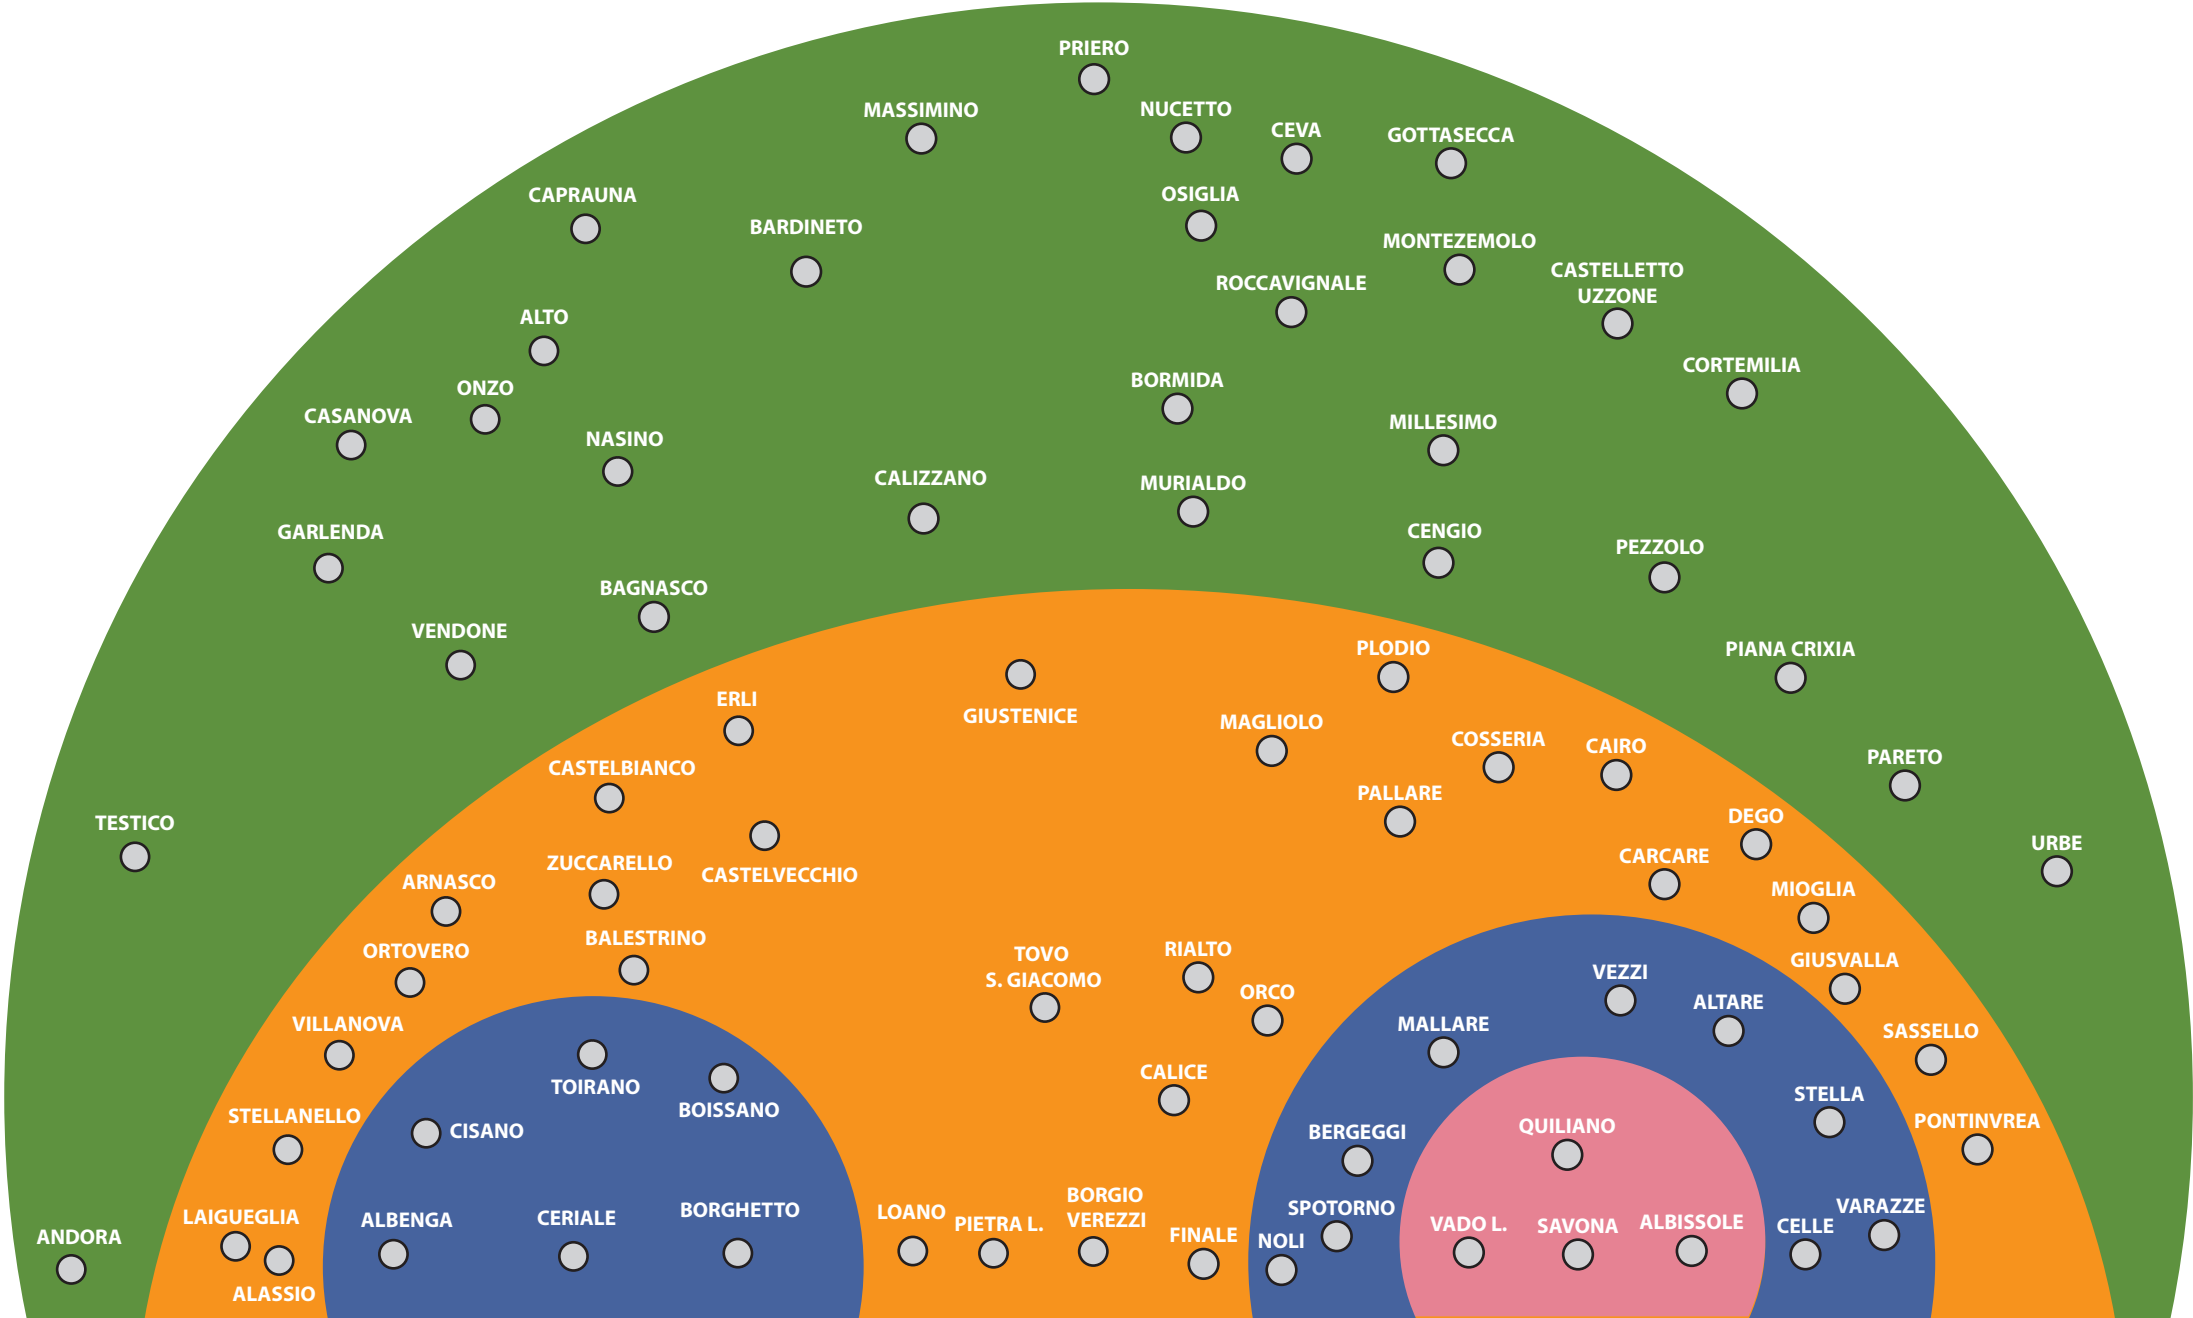 PRIERO
MASSIMINO
NUCETTO
CEVA
GOTTASECCA
CAPRAUNA
OSIGLIA
BARDINETO
MONTEZEMOLO
CASTELLETTO
UZZONE
ROCCAVIGNALE
ALTO
CORTEMILIA
BORMIDA
ONZO
CASANOVA
MILLESIMO
NASINO
CALIZZANO
MURIALDO
GARLENDA
CENGIO
PEZZOLO
BAGNASCO
VENDONE
PLODIO
PIANA CRIXIA
ERLI
GIUSTENICE
MAGLIOLO
COSSERIA
CAIRO
PARETO
CASTELBIANCO
PALLARE
DEGO
TESTICO
URBE
CARCARE
ZUCCARELLO
CASTELVECCHIO
ARNASCO
MIOGLIA
BALESTRINO
ORTOVERO
TOVO
S. GIACOMO
RIALTO
GIUSVALLA
VEZZI
ORCO
ALTARE
VILLANOVA
MALLARE
SASSELLO
CALICE
TOIRANO
STELLA
BOISSANO
STELLANELLO
PONTINVREA
QUILIANO
CISANO
BERGEGGI
BORGIO
VEREZZI
VARAZZE
SPOTORNO
BORGHETTO
LOANO
LAIGUEGLIA
CERIALE
ALBENGA
ALBISSOLE
PIETRA L.
VADO L.
SAVONA
CELLE
FINALE
ANDORA
NOLI
ALASSIO